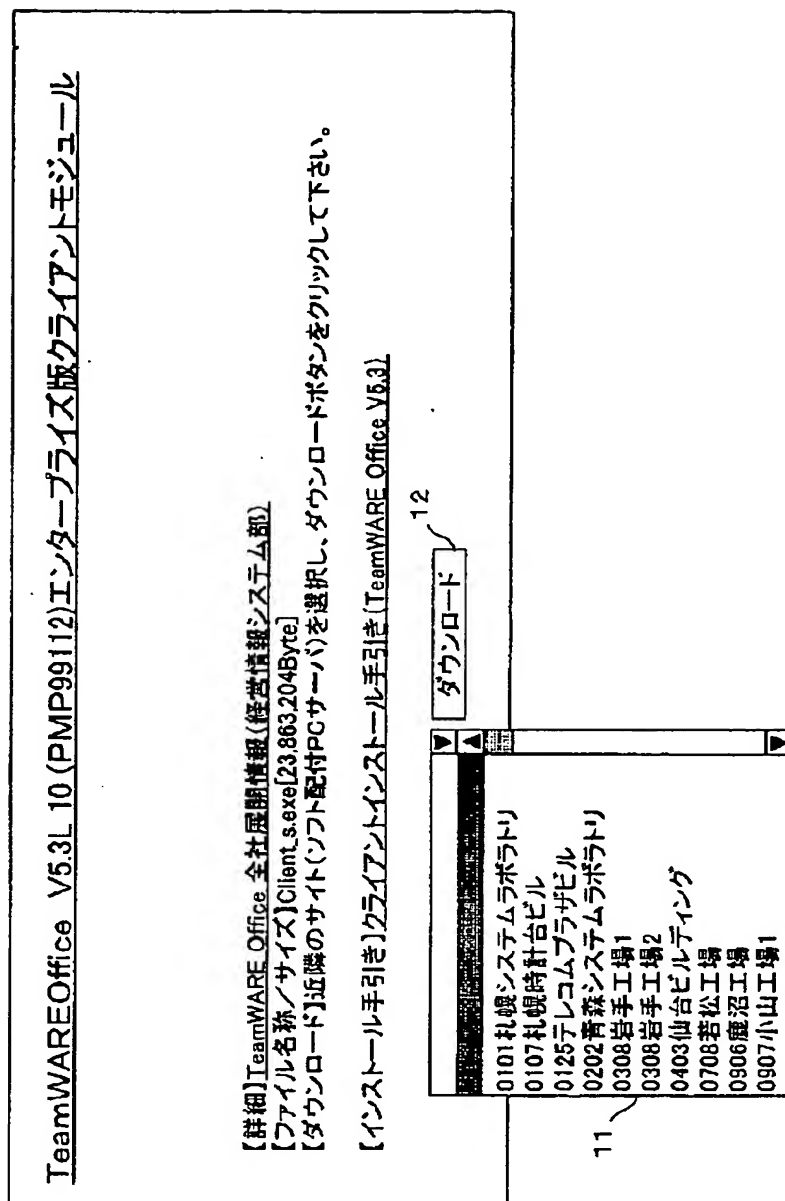 TeamWAREOffice V5.3L 10 (PMP99112)エンタープライズ版クライアントモジュール
【詳細】TeamWARE Office 全社展開情報(経営情報システム部)
【ファイル名称／サイズ】Client_s.exe[23,863,204Byte]
【ダウンロード】近隣のサイト(ソフト配付PCサーバ)を選択し、ダウンロードボタンをクリックして下さい。
【インストール手引き】クライアントインストール手引き(TeamWARE Office V5.3)
ダウンロード
12
0101札幌システムラボラトリ
0107札幌時計台ビル
0125テレコムプラザビル
0202青森システムラボラトリ
0308岩手工場1
0308岩手工場2
0403仙台ビルディング
0708若松工場
0906鹿沼工場
0907小山工場1
11